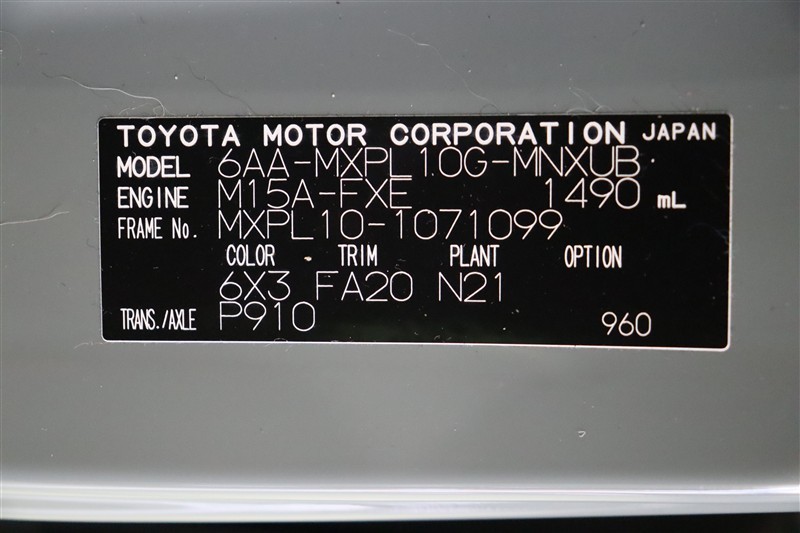 TOYOTA MOTOR CORPORATION JAPAN
MODEL 6AA-MXPL10G-MNXUB
ENGINE M15A-FXE 1490 mL
FRAME No. MXPL10-1071099
COLOR TRIM PLANT OPTION
6X3 FA20 N21
TRANS./AXLE P910 960